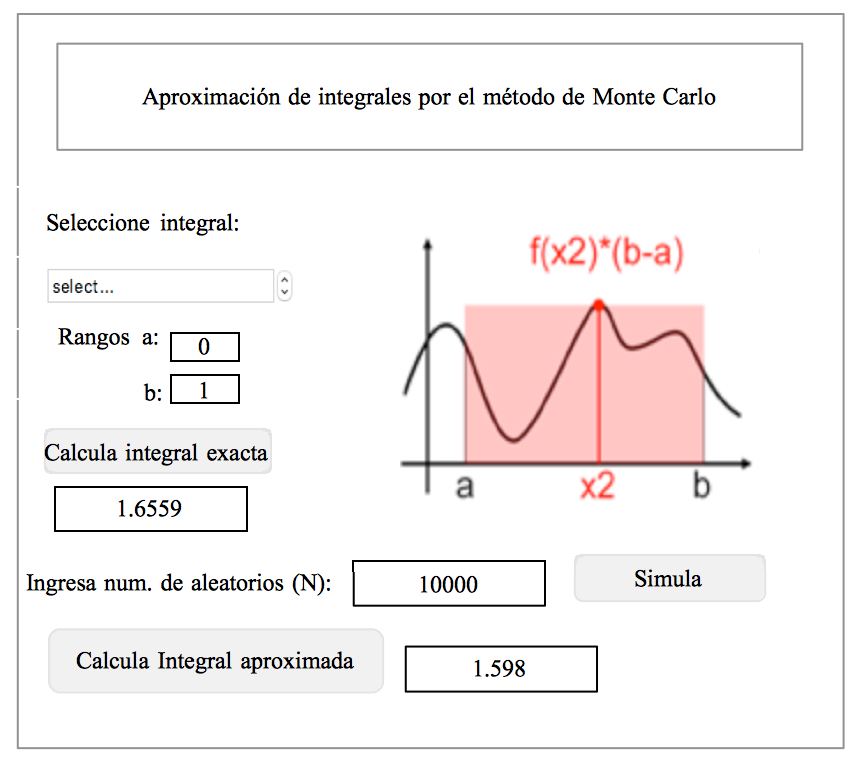 Aproximación de integrales por el método de Monte Carlo
Seleccione integral:
select...
Rangos a: 0
b: 1
Calcula integral exacta
1.6559
f(x2)*(b-a)
a x2 b
Ingresa num. de aleatorios (N): 10000 Simula
Calcula Integral aproximada 1.598